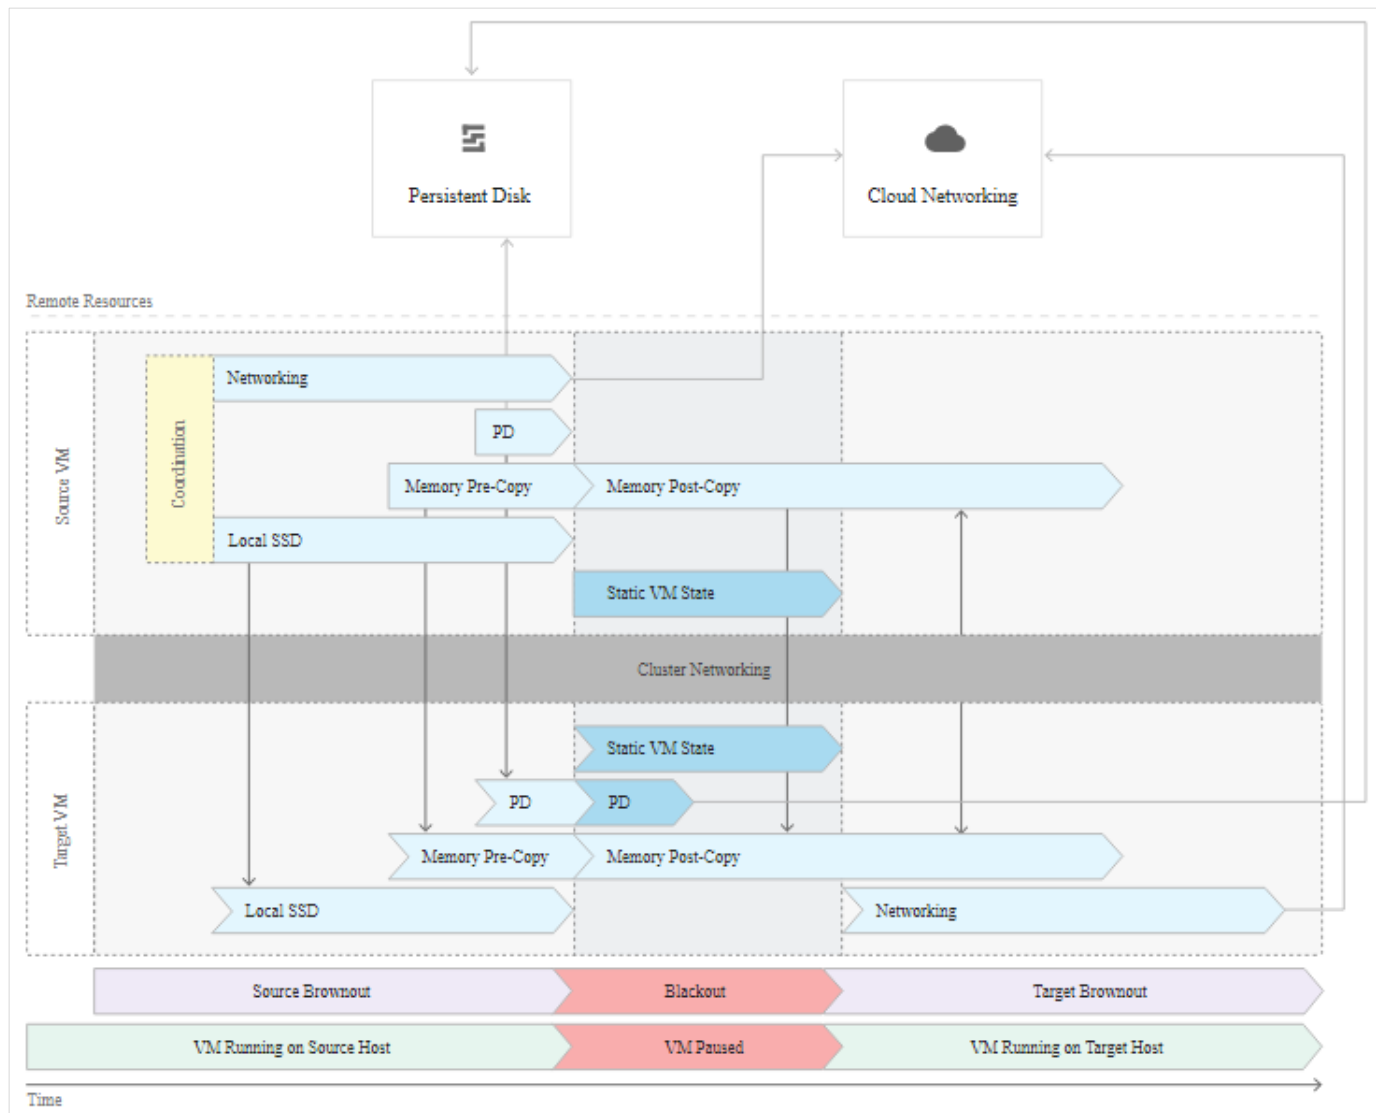 Persistent Disk
Cloud Networking
Remote Resources
Source VM
Coordination
Networking
PD
Memory Pre-Copy
Memory Post-Copy
Local SSD
Static VM State
Cluster Networking
Target VM
Static VM State
PD
PD
Memory Pre-Copy
Memory Post-Copy
Local SSD
Networking
Source Brownout
Blackout
Target Brownout
VM Running on Source Host
VM Paused
VM Running on Target Host
Time